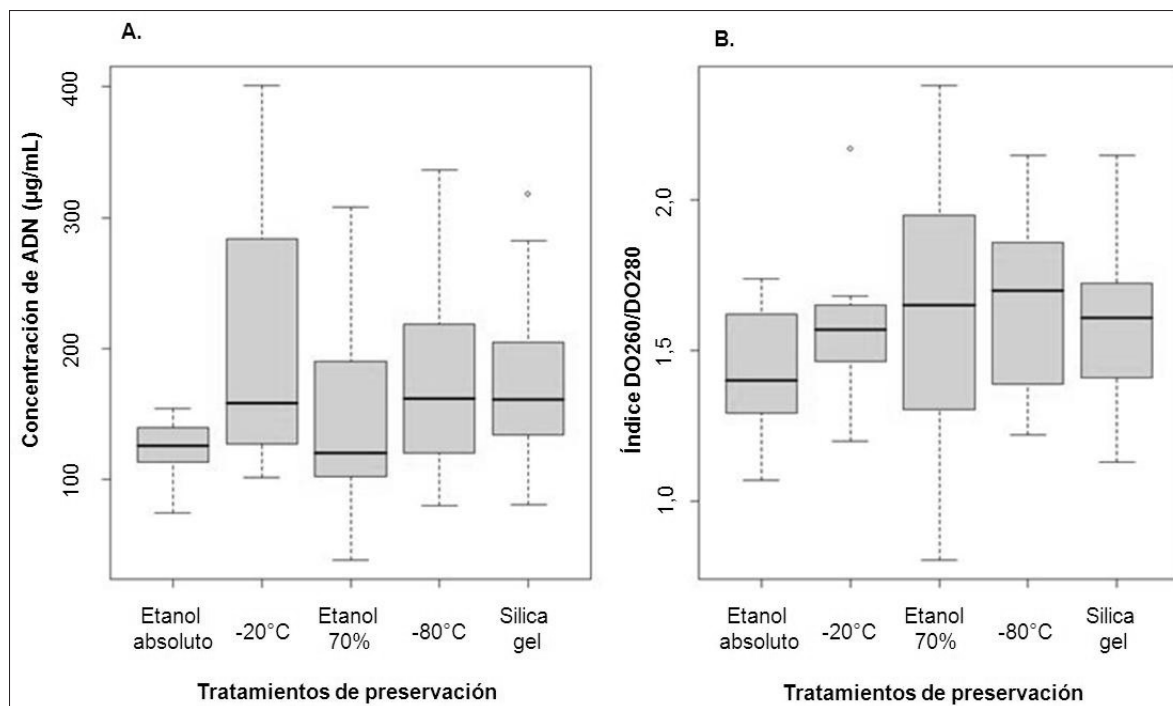 A.
Concentración de ADN (µg/mL)
400
300
200
100
Etanol
absoluto
-20°C
Etanol
70%
-80°C
Silica
gel
Tratamientos de preservación
B.
Índice DO260/DO280
2,0
1,5
1,0
Etanol
absoluto
-20°C
Etanol
70%
-80°C
Silica
gel
Tratamientos de preservación